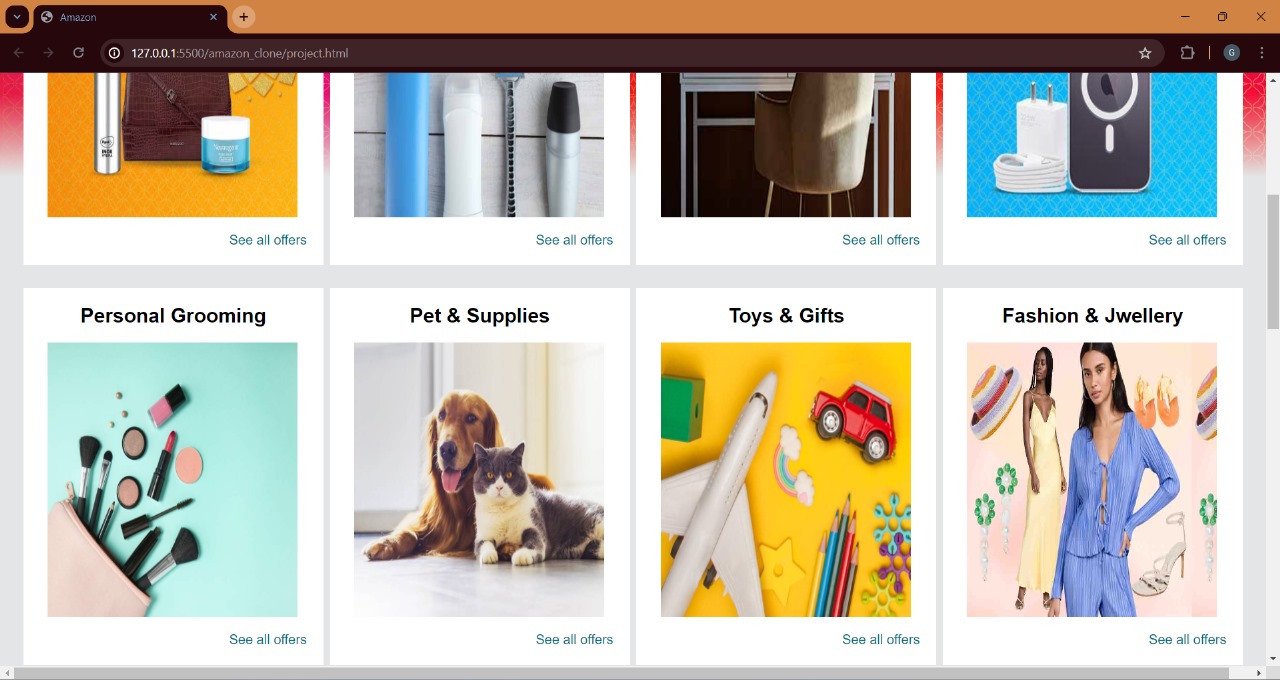 Amazon
127.0.0.1:5500/amazon_clone/project.html
G
Neutrogena
See all offers
See all offers
See all offers
See all offers
Personal Grooming
Pet & Supplies
Toys & Gifts
Fashion & Jwellery
See all offers
See all offers
See all offers
See all offers